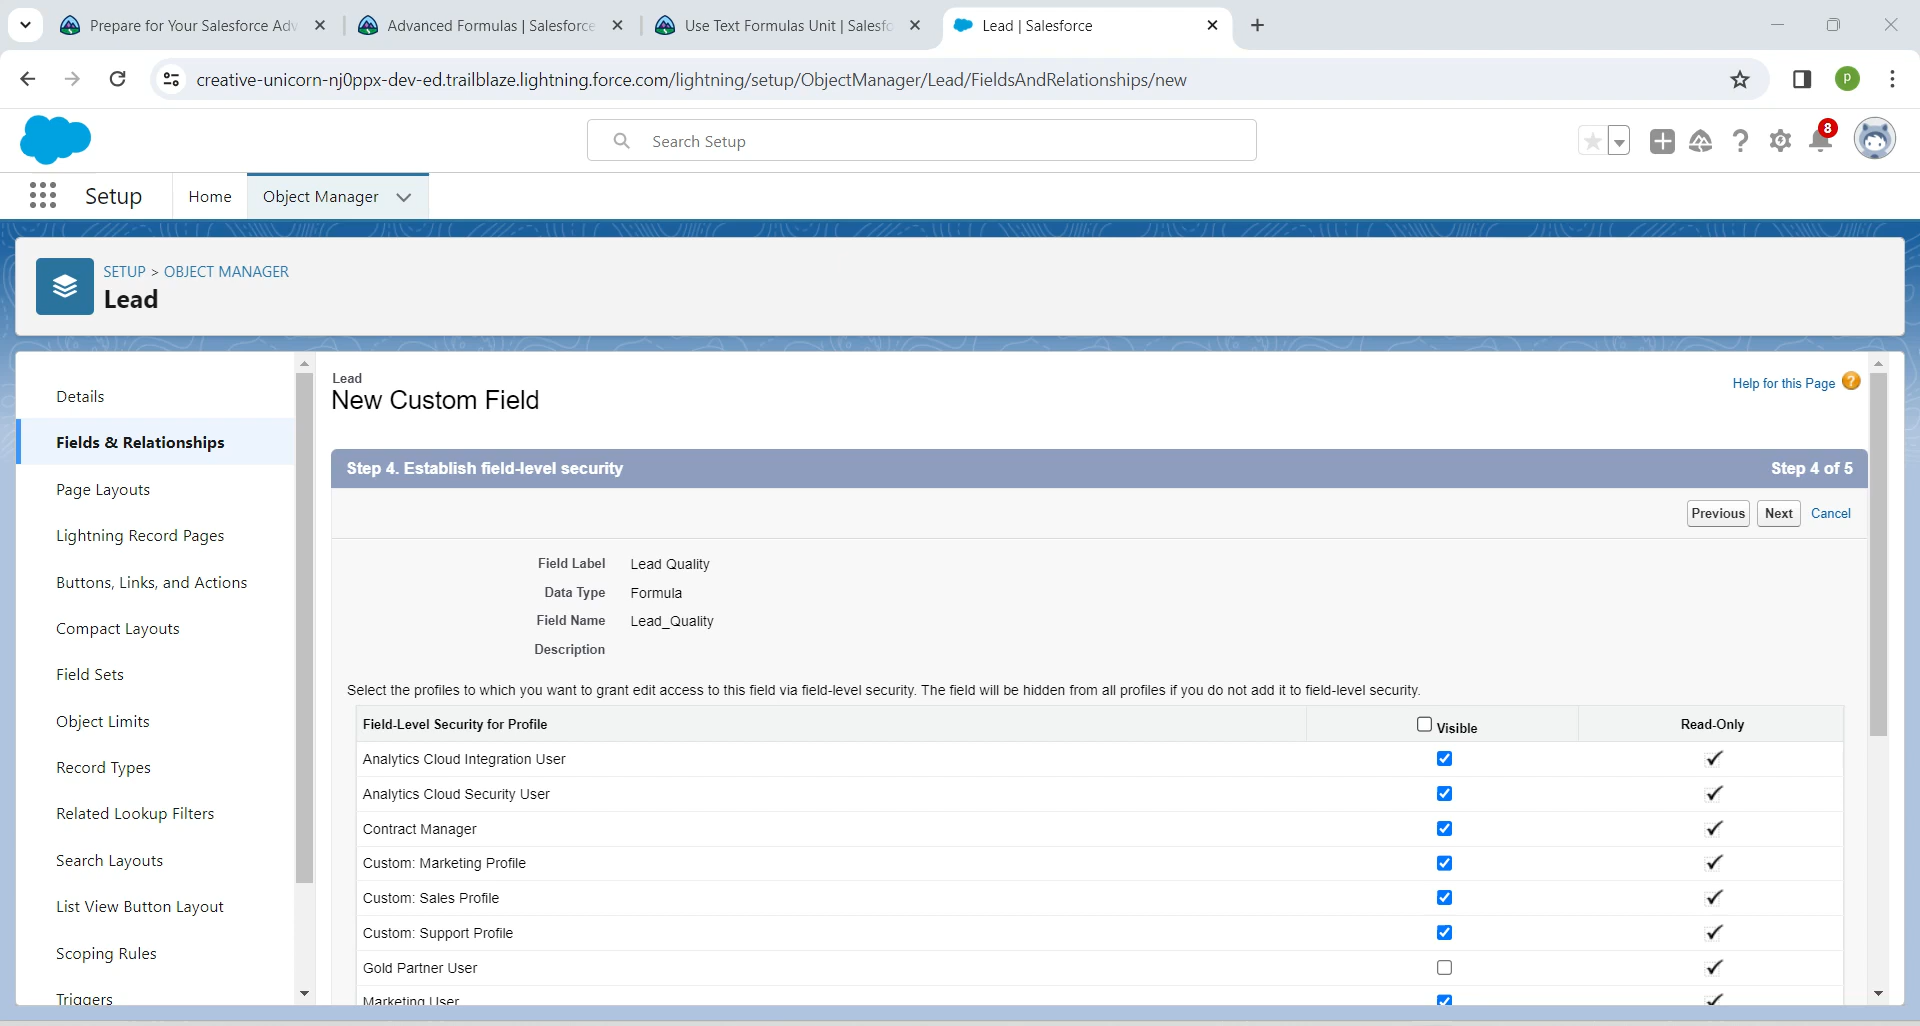 Prepare for Your Salesforce Adv
Advanced Formulas | Salesforce
Use Text Formulas Unit | Salesfo
Lead | Salesforce
creative-unicorn-nj0ppx-dev-ed.trailblaze.lightning.force.com/lightning/setup/ObjectManager/Lead/FieldsAndRelationships/new
P
Search Setup
8
Setup
Home
Object Manager
SETUP > OBJECT MANAGER
Lead
Details
Fields & Relationships
Page Layouts
Lightning Record Pages
Buttons, Links, and Actions
Compact Layouts
Field Sets
Object Limits
Record Types
Related Lookup Filters
Search Layouts
List View Button Layout
Scoping Rules
Triggers
Lead
New Custom Field
Help for this Page
Step 4. Establish field-level security
Step 4 of 5
Previous Next Cancel
Field Label Lead Quality
Data Type Formula
Field Name Lead_Quality
Description
Select the profiles to which you want to grant edit access to this field via field-level security. The field will be hidden from all profiles if you do not add it to field-level security.
Field-Level Security for Profile Visible Read-Only
Analytics Cloud Integration User
Analytics Cloud Security User
Contract Manager
Custom: Marketing Profile
Custom: Sales Profile
Custom: Support Profile
Gold Partner User
Marketing User